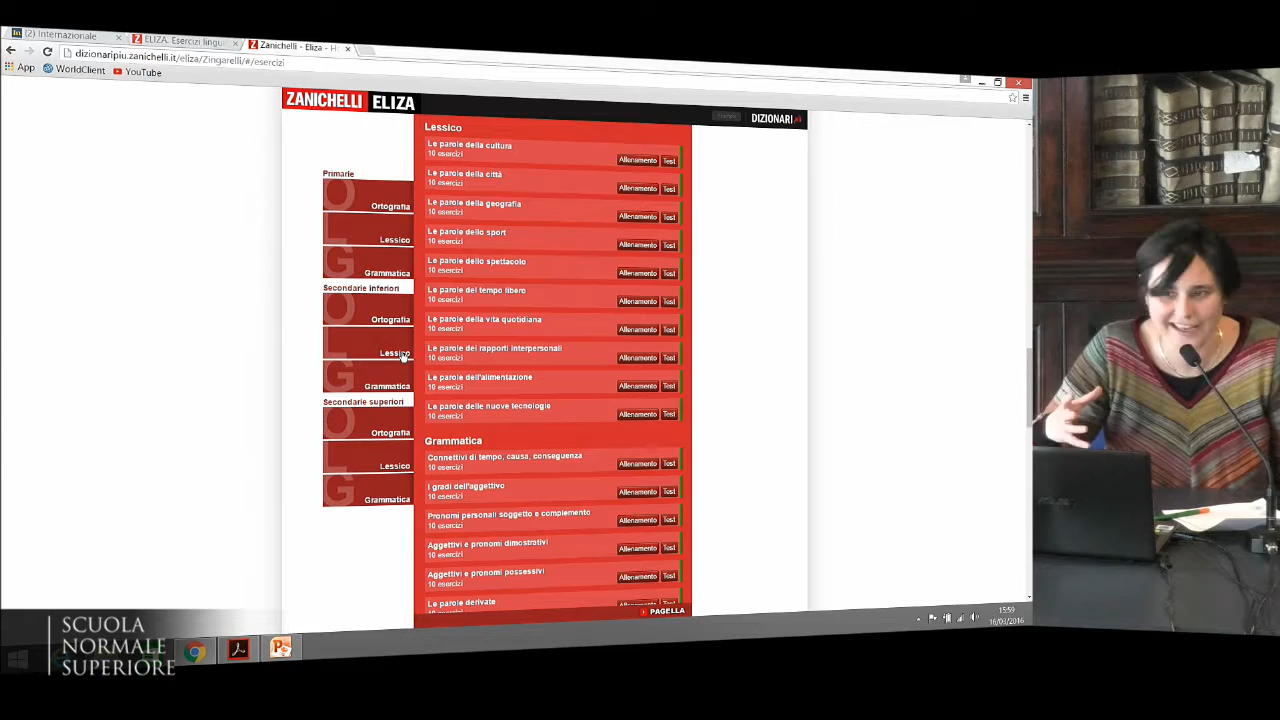 (2) Internazionale
ELIZA. Esercizi lingu
Zanichelli - Eliza - H
dizionaripiu.zanichelli.it/eliza/Zingarelli/#/esercizi
App
WorldClient
YouTube
ZANICHELLI ELIZA
DIZIONARI
Primarie
Ortografia
Lessico
Grammatica
Secondarie inferiori
Ortografia
Lessico
Grammatica
Secondarie superiori
Ortografia
Lessico
Grammatica
Lessico
Le parole della cultura
10 esercizi
Allenamento Test
Le parole della città
10 esercizi
Allenamento Test
Le parole della geografia
10 esercizi
Allenamento Test
Le parole dello sport
10 esercizi
Allenamento Test
Le parole dello spettacolo
10 esercizi
Allenamento Test
Le parole del tempo libero
10 esercizi
Allenamento Test
Le parole della vita quotidiana
10 esercizi
Allenamento Test
Le parole dei rapporti interpersonali
10 esercizi
Allenamento Test
Le parole dell'alimentazione
10 esercizi
Allenamento Test
Le parole delle nuove tecnologie
10 esercizi
Allenamento Test
Grammatica
Connettivi di tempo, causa, conseguenza
10 esercizi
Allenamento Test
I gradi dell'aggettivo
10 esercizi
Allenamento Test
Pronomi personali soggetto e complemento
10 esercizi
Allenamento Test
Aggettivi e pronomi dimostrativi
10 esercizi
Allenamento Test
Aggettivi e pronomi possessivi
10 esercizi
Allenamento Test
Le parole derivate
PAGELLA
15:59
16/03/2016
SCUOLA
NORMALE
SUPERIORE